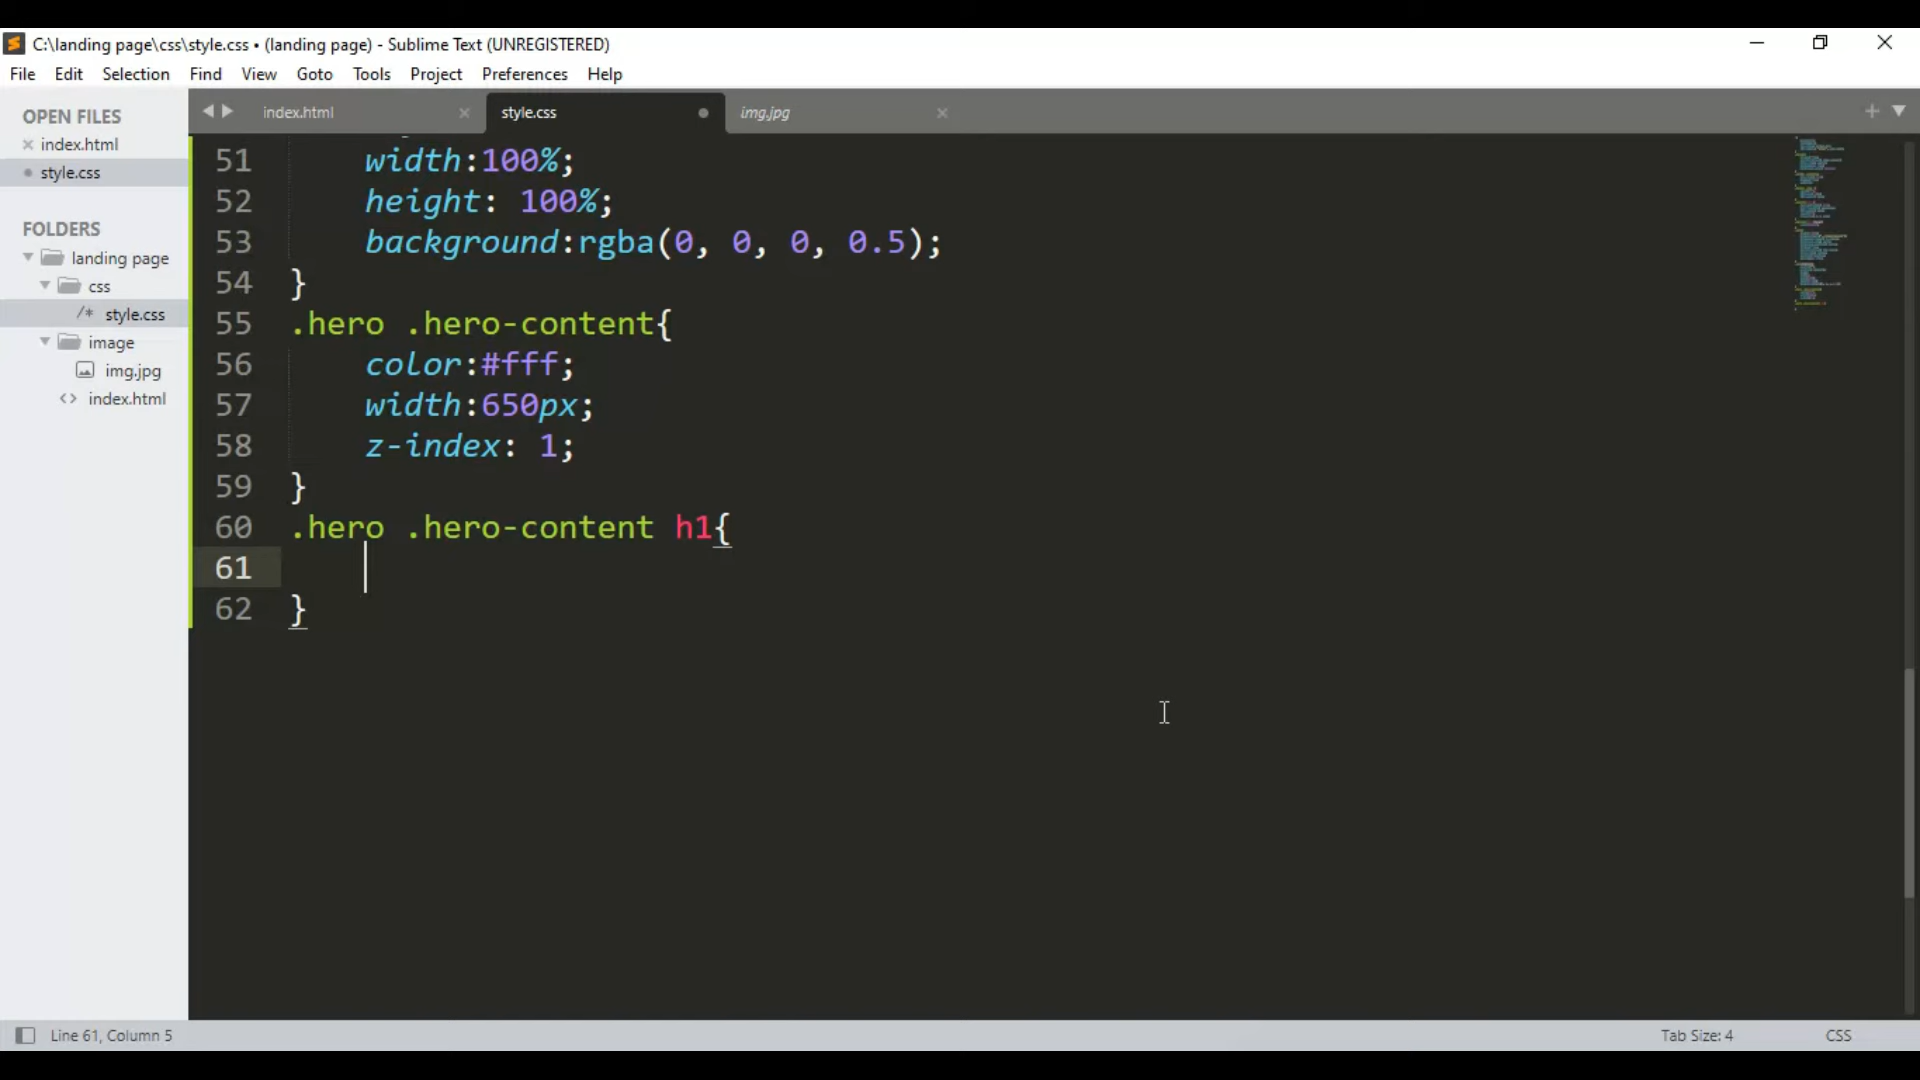 C:\landing page\css\style.css • (landing page) - Sublime Text (UNREGISTERED)
File Edit Selection Find View Goto Tools Project Preferences Help
OPEN FILES
index.html
style.css
FOLDERS
landing page
css
/* style.css
image
img.jpg
<> index.html
index.html style.css img.jpg
51 width:100%;
52 height: 100%;
53 background:rgba(0, 0, 0, 0.5);
54 }
55 .hero .hero-content{
56 color:#fff;
57 width:650px;
58 z-index: 1;
59 }
60 .hero .hero-content h1{
61
62 }
Line 61, Column 5 Tab Size: 4 CSS